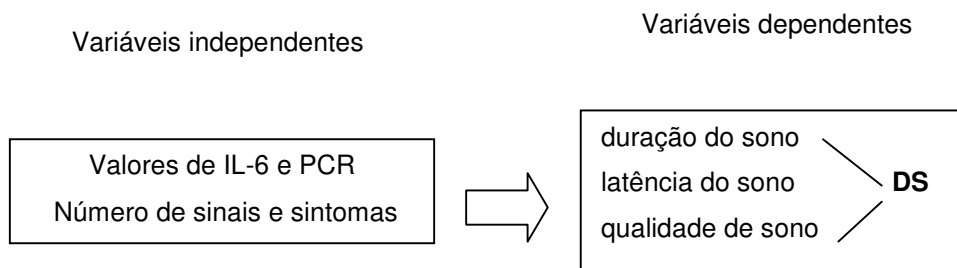 Variáveis independentes
Variáveis dependentes
Valores de IL-6 e PCR
Número de sinais e sintomas
duração do sono
latência do sono
qualidade de sono
DS